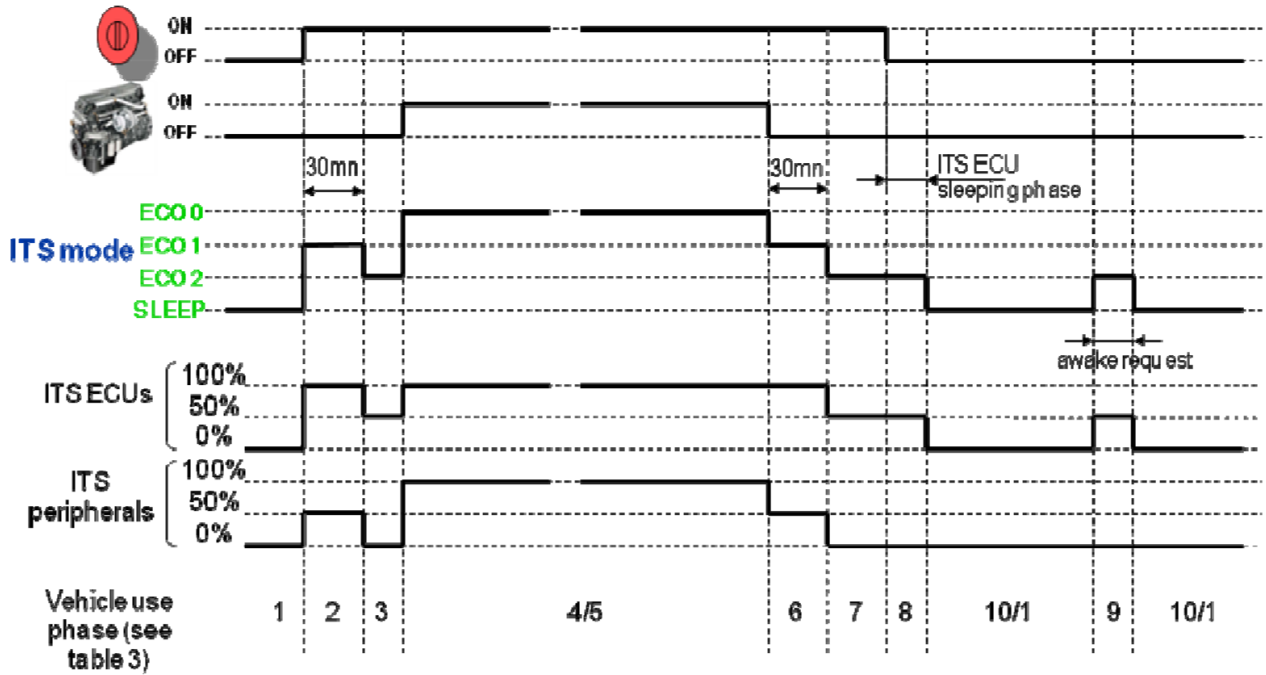 ON
OFF
ON
OFF
30mn
30mn
ITS ECU
sleeping phase
ECO 0
ITS mode
ECO 1
ECO 2
SLEEP
awake request
ITS ECUs
100%
50%
0%
ITS
peripherals
100%
50%
0%
Vehicle use
phase (see
table 3)
1 2 3 4/5 6 7 8 10/1 9 10/1